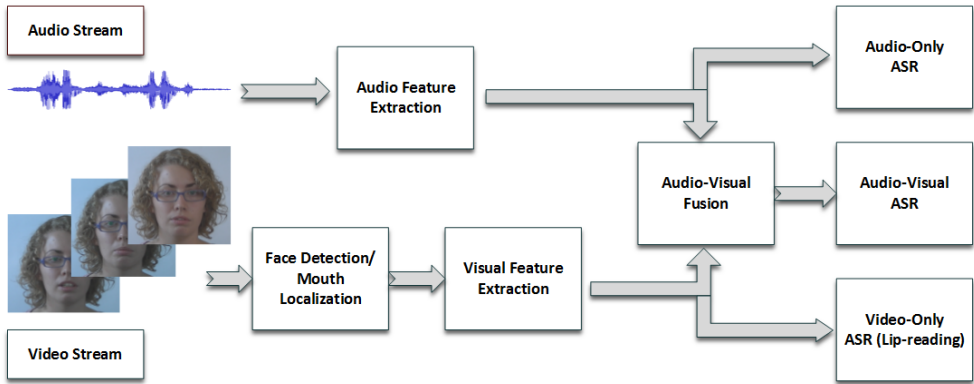 Audio Stream
Audio Feature
Extraction
Audio-Only
ASR
Audio-Visual
Fusion
Audio-Visual
ASR
Face Detection/
Mouth
Localization
Visual Feature
Extraction
Video-Only
ASR (Lip-reading)
Video Stream